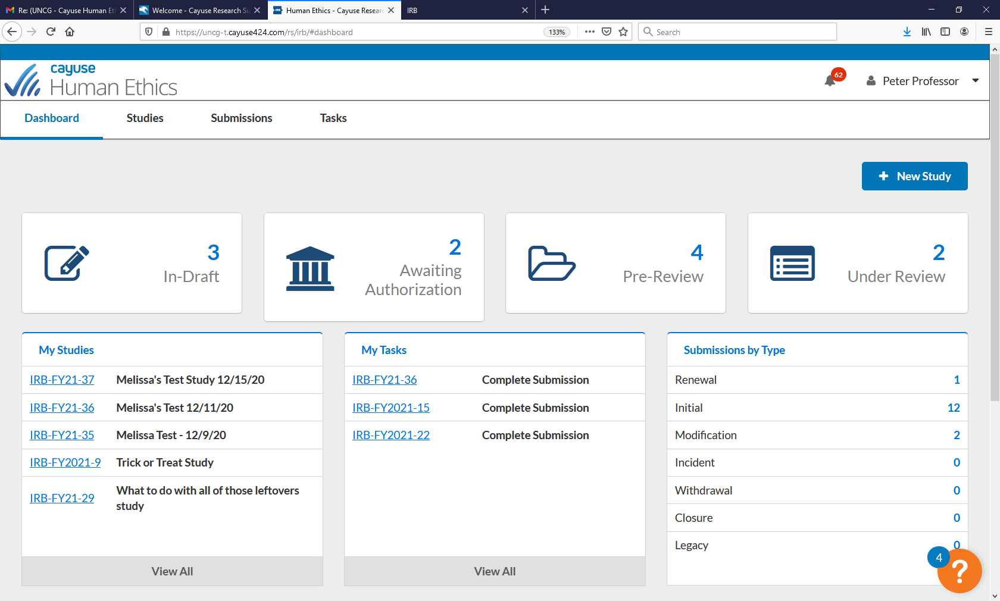 Re: (UNCG - Cayuse Human Et
Welcome - Cayuse Research Su
Human Ethics - Cayuse Researc
IRB
https://uncg-t.cayuse424.com/rs/irb/#dashboard
133%
Search
cayuse
Human Ethics
62
Peter Professor
Dashboard
Studies
Submissions
Tasks
+ New Study
3
In-Draft
2
Awaiting
Authorization
4
Pre-Review
2
Under Review
My Studies
IRB-FY21-37 Melissa's Test Study 12/15/20
IRB-FY21-36 Melissa's Test 12/11/20
IRB-FY21-35 Melissa Test - 12/9/20
IRB-FY2021-9 Trick or Treat Study
IRB-FY21-29 What to do with all of those leftovers
study
View All
My Tasks
IRB-FY21-36 Complete Submission
IRB-FY2021-15 Complete Submission
IRB-FY2021-22 Complete Submission
View All
Submissions by Type
Renewal 1
Initial 12
Modification 2
Incident 0
Withdrawal 0
Closure 0
Legacy 0
4
?